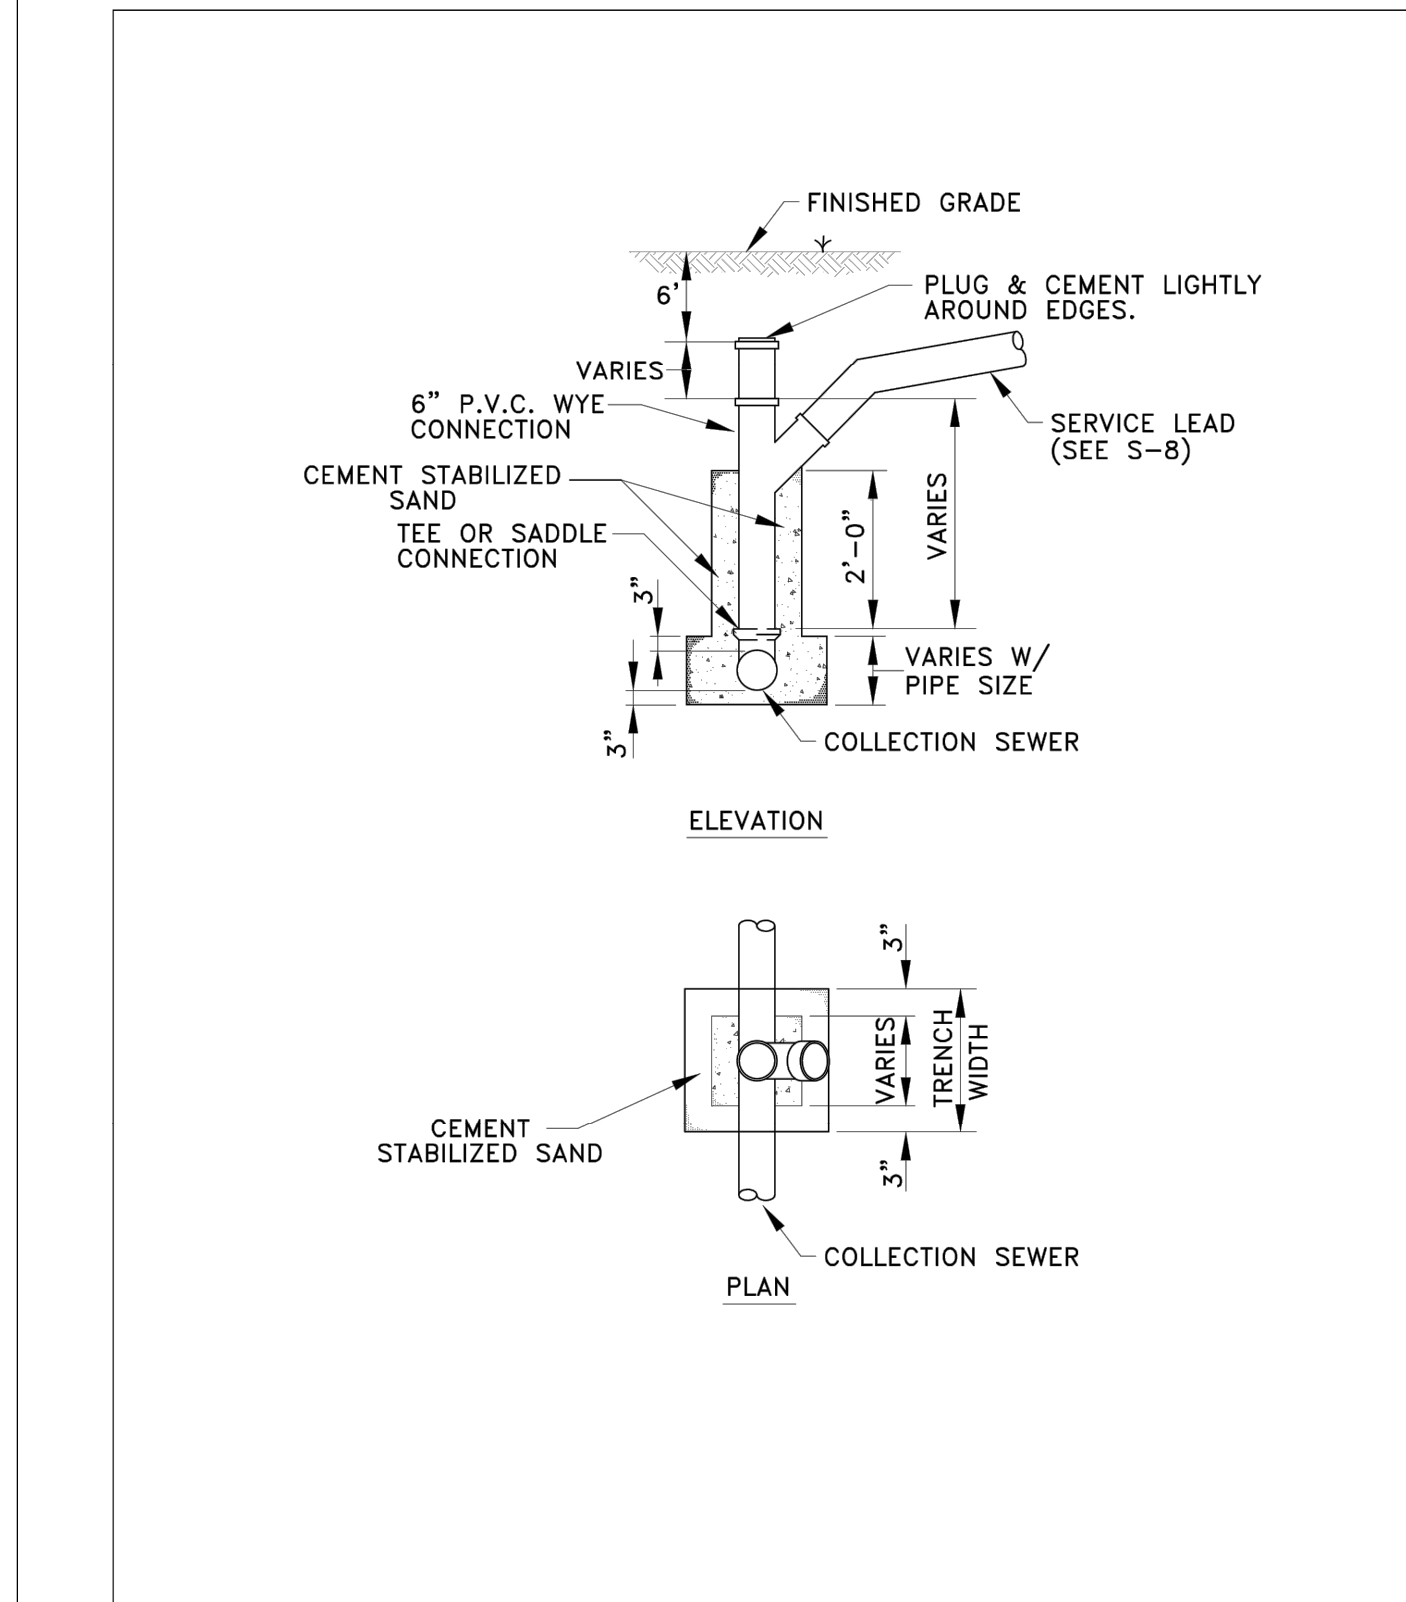 FINISHED GRADE
6'
PLUG & CEMENT LIGHTLY
AROUND EDGES.
VARIES
6” P.V.C. WYE
CONNECTION
SERVICE LEAD
(SEE S-8)
CEMENT STABILIZED
SAND
TEE OR SADDLE
CONNECTION
VARIES
2'-0”
3”
VARIES W/
PIPE SIZE
3”
COLLECTION SEWER
ELEVATION
3”
VARIES
TRENCH
WIDTH
CEMENT
STABILIZED SAND
3”
COLLECTION SEWER
PLAN